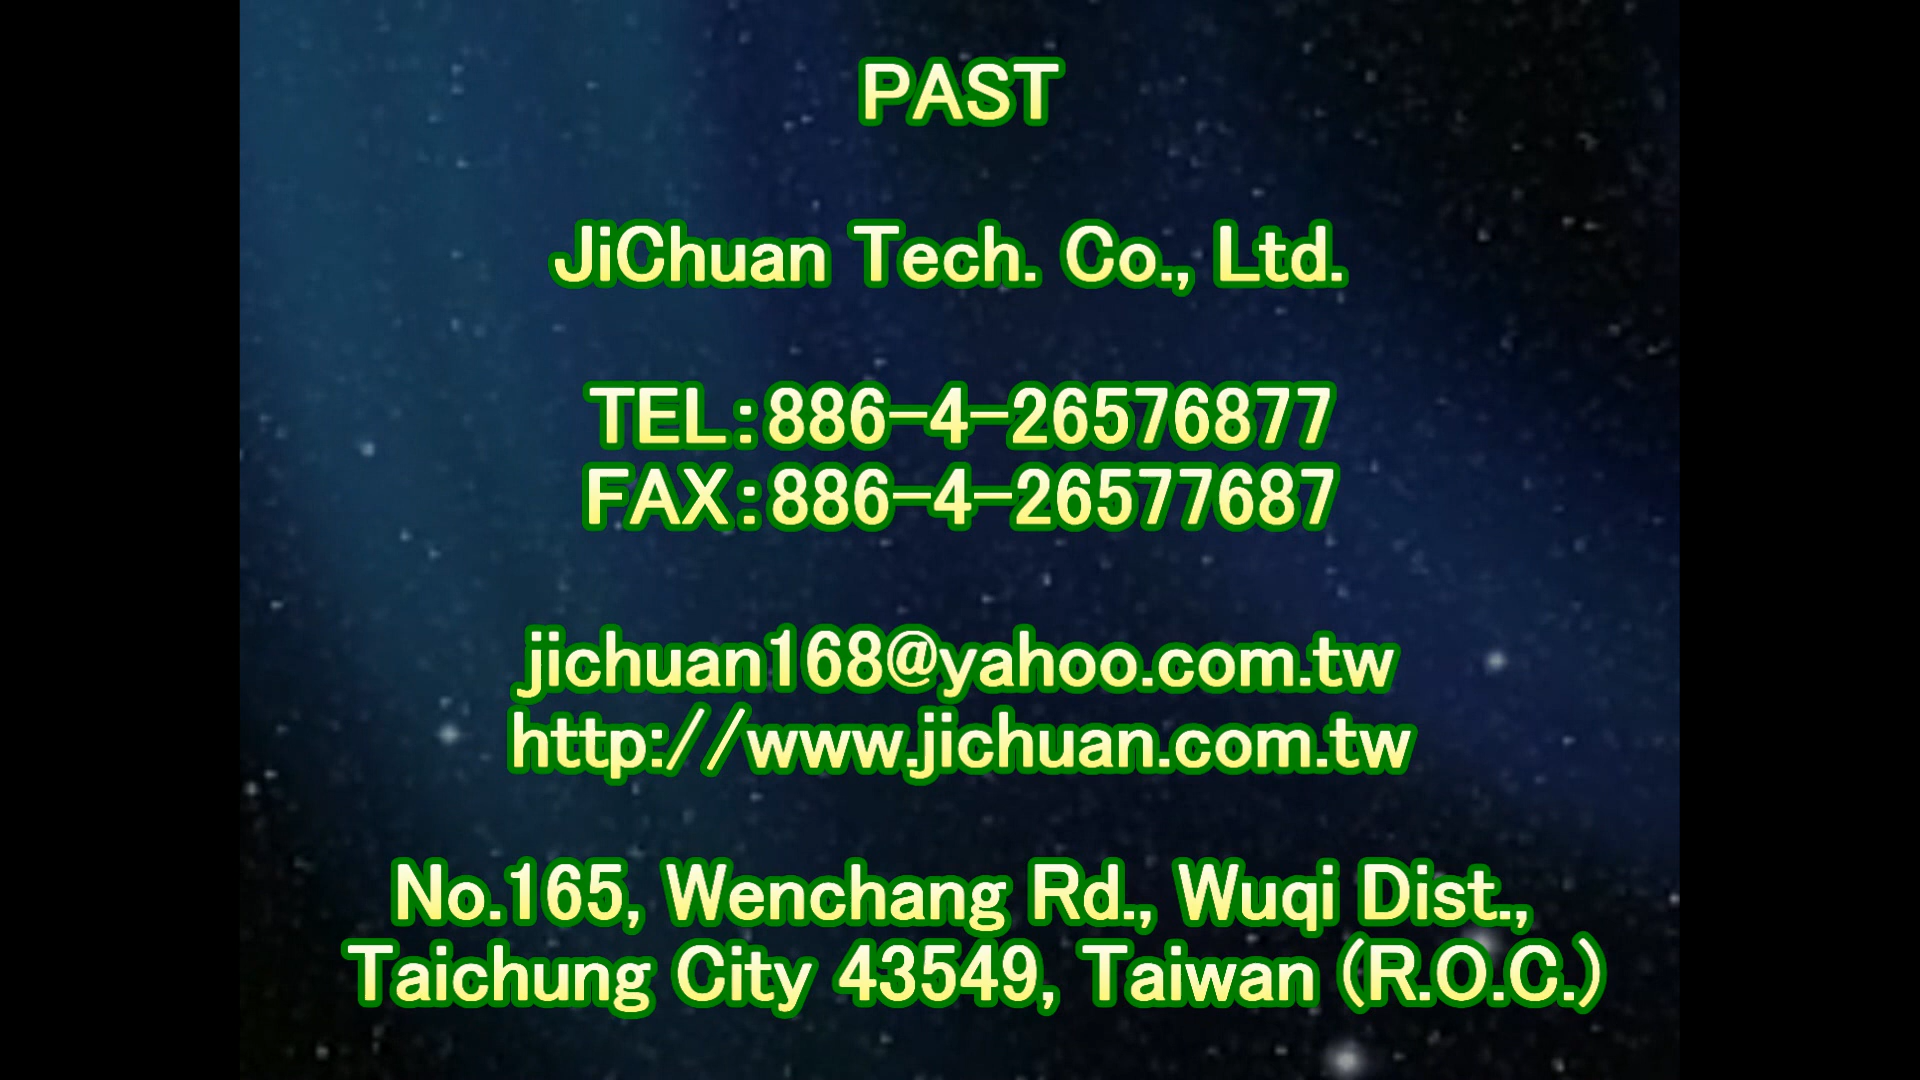 PAST
JiChuan Tech. Co., Ltd.
TEL:886-4-26576877
FAX:886-4-26577687
jichuan168@yahoo.com.tw
http://www.jichuan.com.tw
No.165, Wenchang Rd., Wuqi Dist.,
Taichung City 43549, Taiwan (R.O.C.)